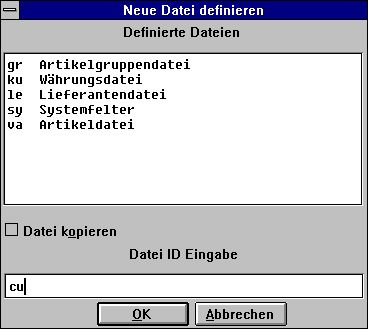 Neue Datei definieren
Definierte Dateien
gr Artikelgruppendatei
ku Währungsdatei
le Lieferantendatei
sy Systemfelter
va Artikeldatei
Datei kopieren
Datei ID Eingabe
cu
OK Abbrechen